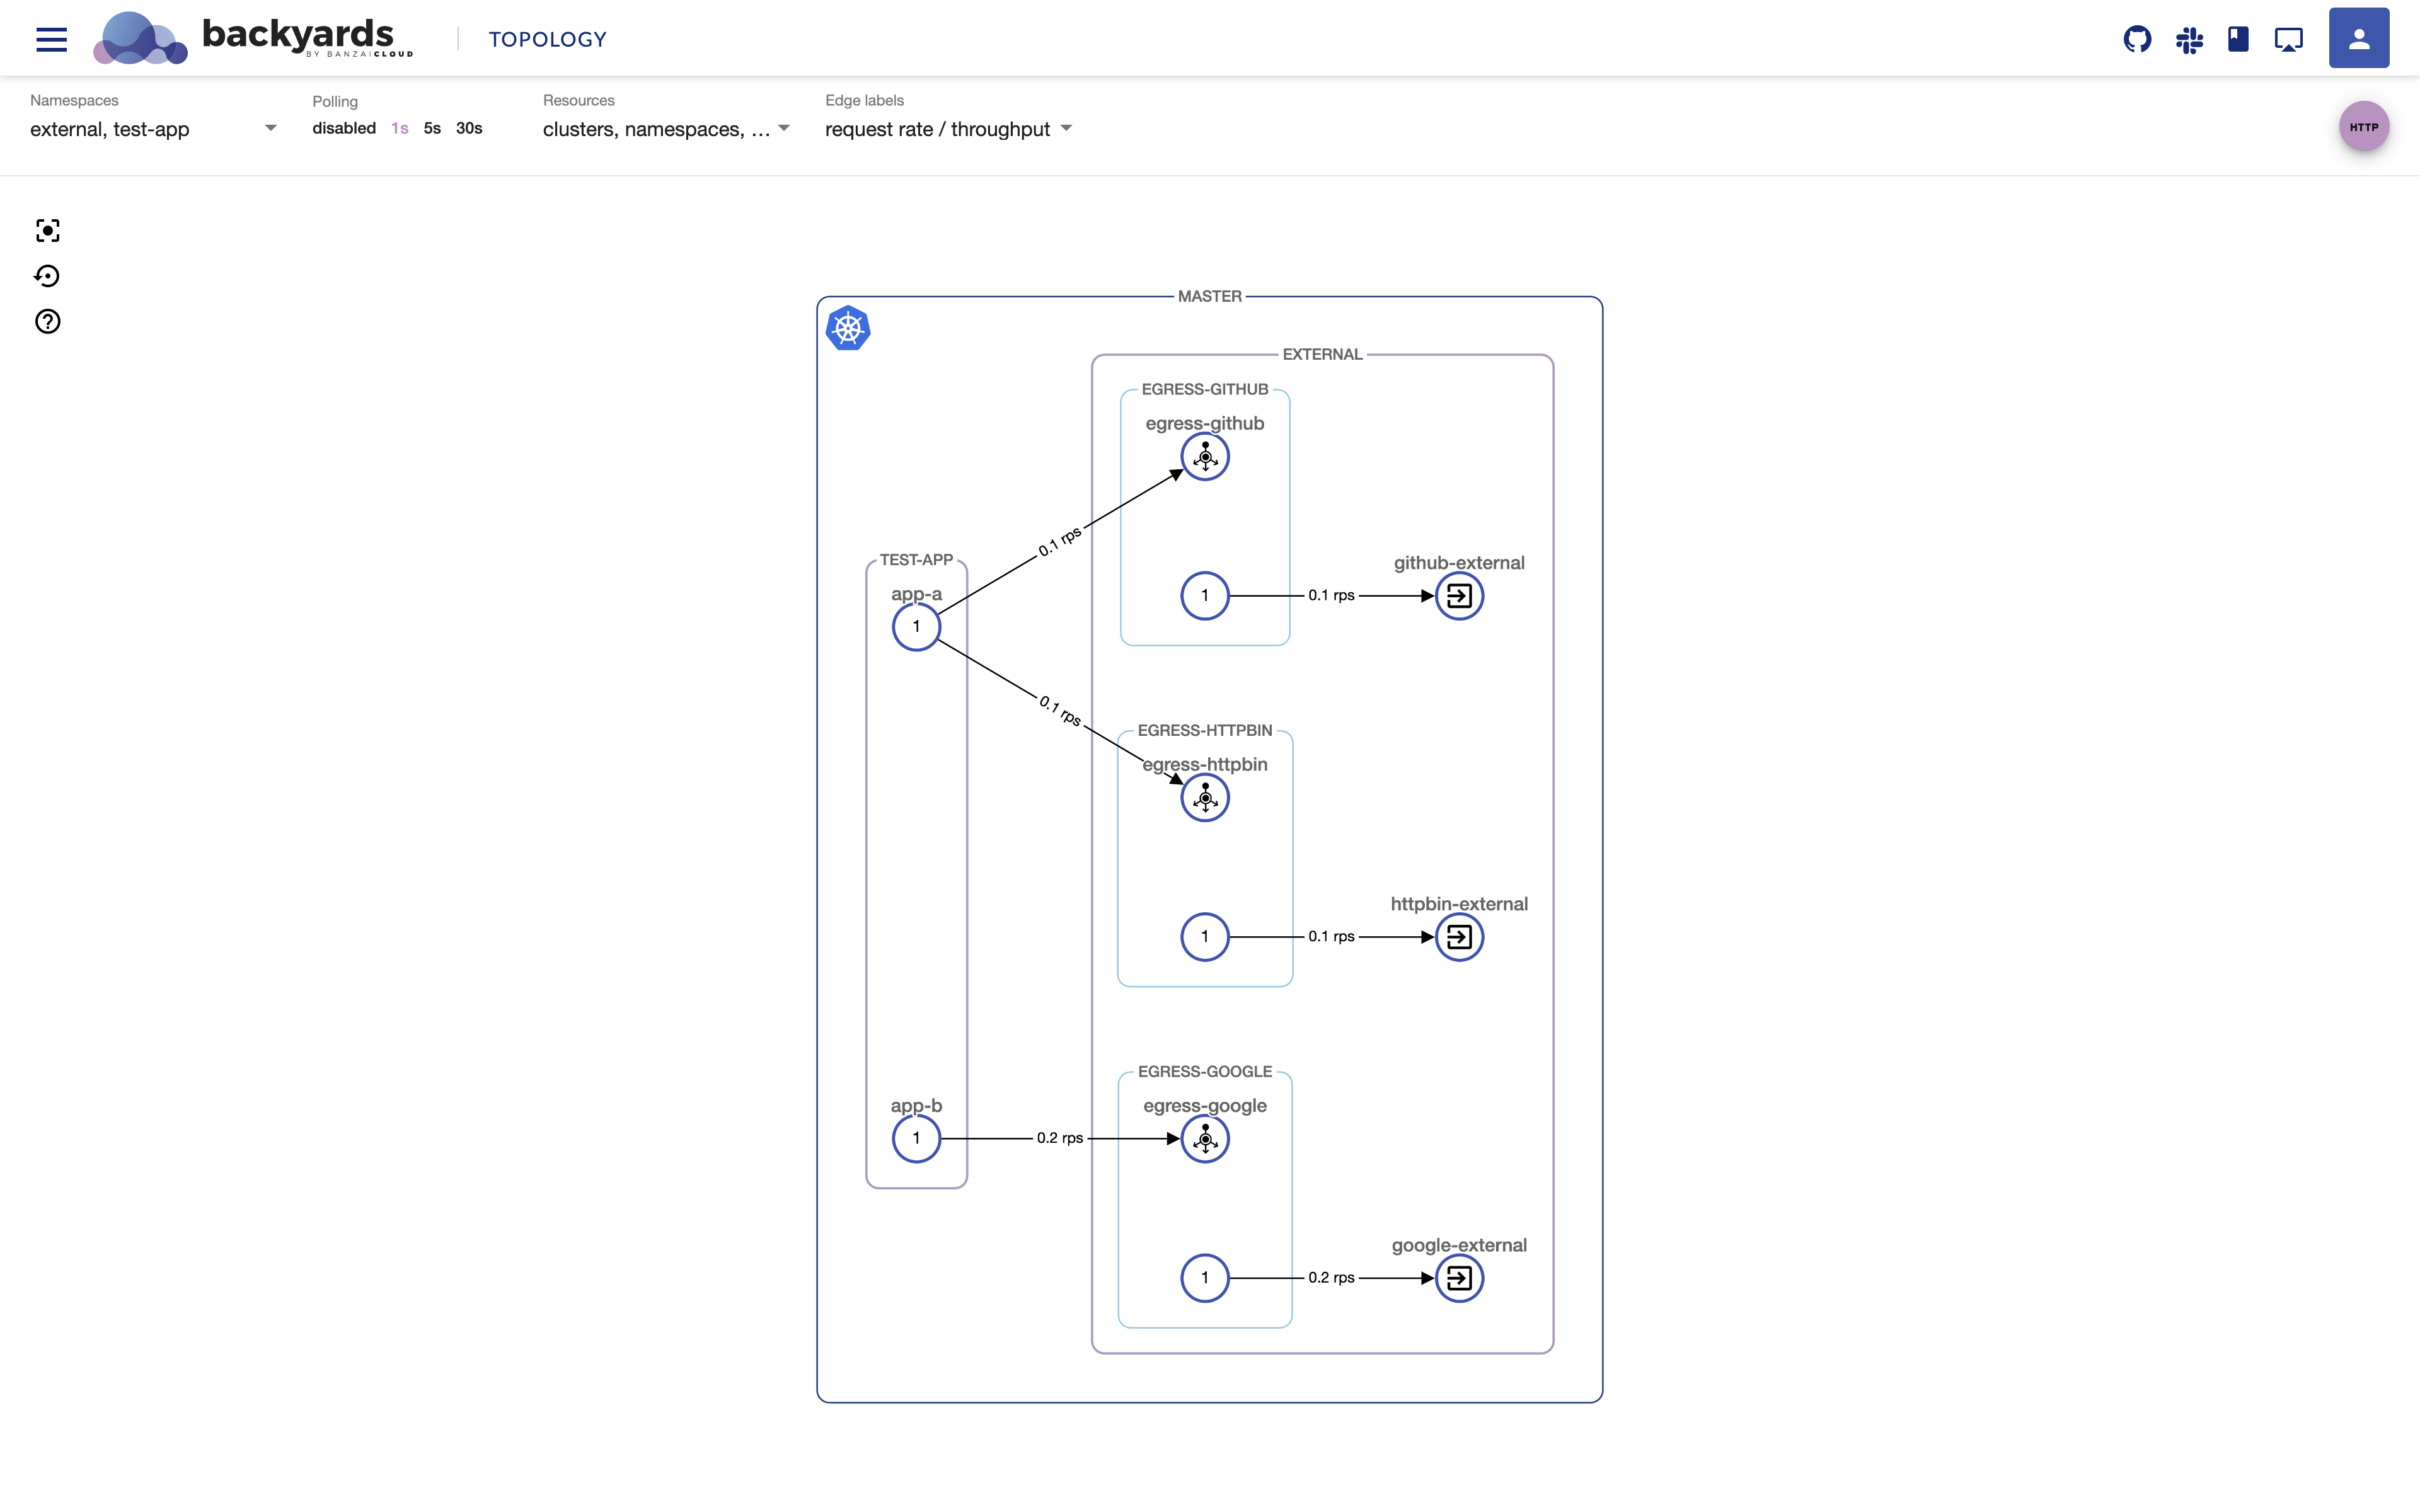 backyards
BY BANZAICLOUD
TOPOLOGY
Namespaces
external, test-app
Polling
disabled 1s 5s 30s
Resources
clusters, namespaces, ...
Edge labels
request rate / throughput
HTTP
MASTER
EXTERNAL
EGRESS-GITHUB
egress-github
0.1 rps
TEST-APP
github-external
app-a
1
1
0.1 rps
0.1 rps
EGRESS-HTTPBIN
egress-httpbin
httpbin-external
1
0.1 rps
EGRESS-GOOGLE
app-b
egress-google
1
0.2 rps
google-external
1
0.2 rps